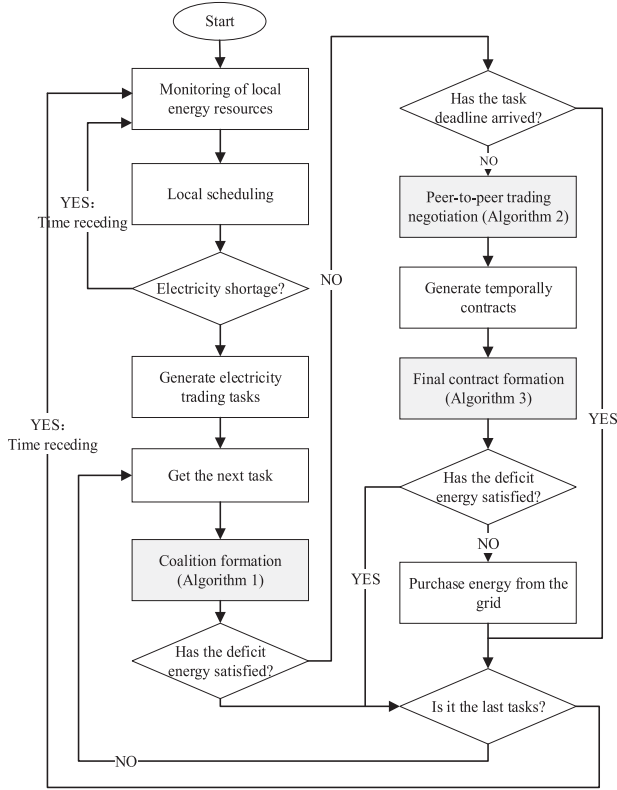 Start
Monitoring of local
energy resources
Local scheduling
YES:
Time receding
Electricity shortage?
NO
Generate electricity
trading tasks
YES:
Time receding
Get the next task
Coalition formation
(Algorithm 1)
Has the deficit
energy satisfied?
Has the task
deadline arrived?
NO
Peer-to-peer trading
negotiation (Algorithm 2)
Generate temporally
contracts
Final contract formation
(Algorithm 3)
YES
Has the deficit
energy satisfied?
NO
YES
Purchase energy from the
grid
Is it the last tasks?
NO